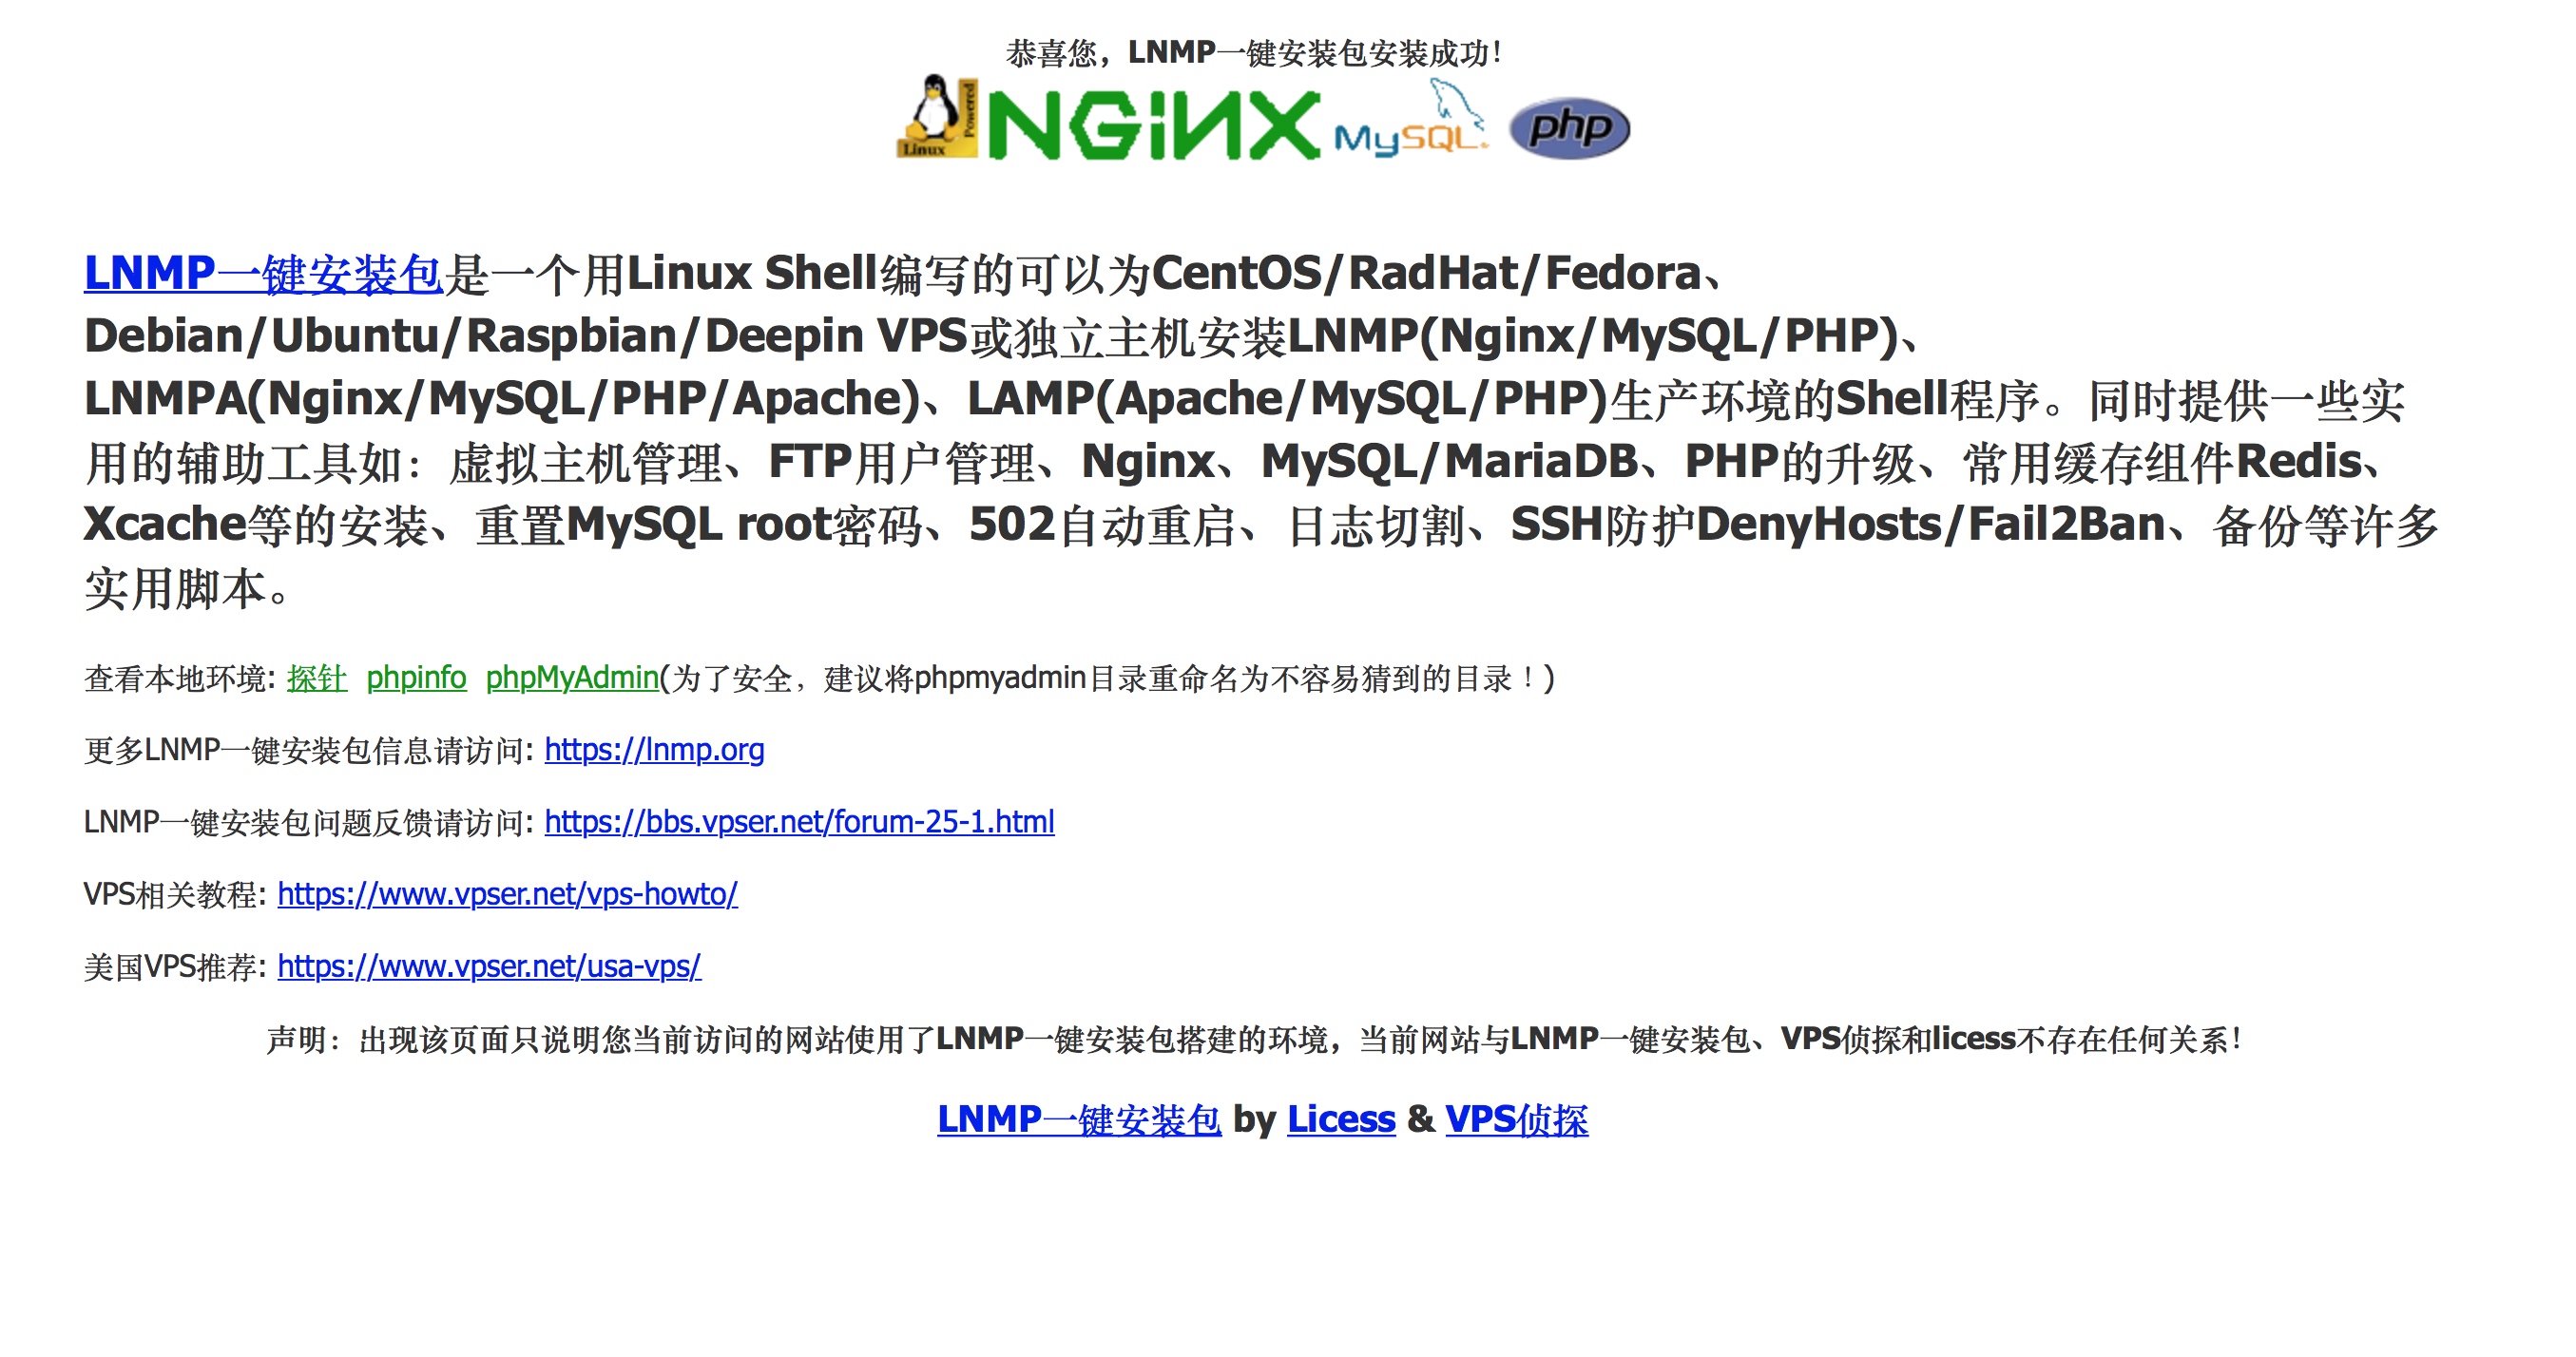 恭喜您，LNMP一键安装包安装成功！
Linux Powered NGiNX MySQL php
LNMP一键安装包是一个用Linux Shell编写的可以为CentOS/RadHat/Fedora、
Debian/Ubuntu/Raspbian/Deepin VPS或独立主机安装LNMP(Nginx/MySQL/PHP)、
LNMPA(Nginx/MySQL/PHP/Apache)、LAMP(Apache/MySQL/PHP)生产环境的Shell程序。同时提供一些实
用的辅助工具如：虚拟主机管理、FTP用户管理、Nginx、MySQL/MariaDB、PHP的升级、常用缓存组件Redis、
Xcache等的安装、重置MySQL root密码、502自动重启、日志切割、SSH防护DenyHosts/Fail2Ban、备份等许多
实用脚本。
查看本地环境: 探针 phpinfo phpMyAdmin(为了安全，建议将phpmyadmin目录重命名为不容易猜到的目录！)
更多LNMP一键安装包信息请访问: https://lnmp.org
LNMP一键安装包问题反馈请访问: https://bbs.vpser.net/forum-25-1.html
VPS相关教程: https://www.vpser.net/vps-howto/
美国VPS推荐: https://www.vpser.net/usa-vps/
声明：出现该页面只说明您当前访问的网站使用了LNMP一键安装包搭建的环境，当前网站与LNMP一键安装包、VPS侦探和licess不存在任何关系！
LNMP一键安装包 by Licess & VPS侦探